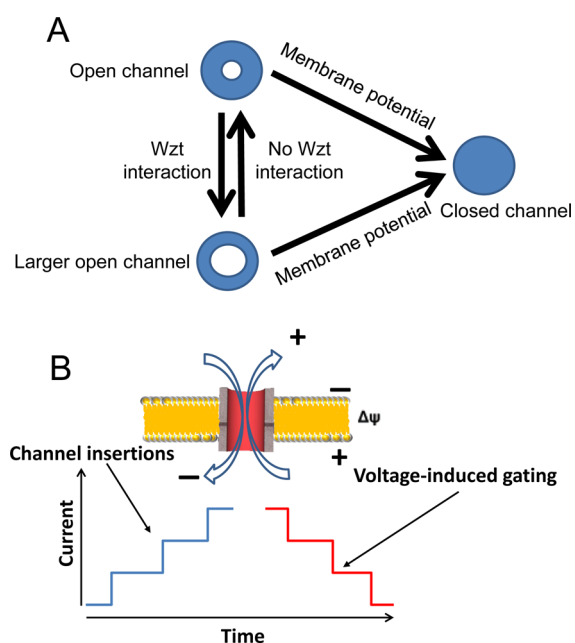 A
Open channel
Membrane potential
Wzt
interaction
No Wzt
interaction
Closed channel
Larger open channel
Membrane potential
B
+
−
Δψ
+
−
Channel insertions
Voltage-induced gating
Current
Time